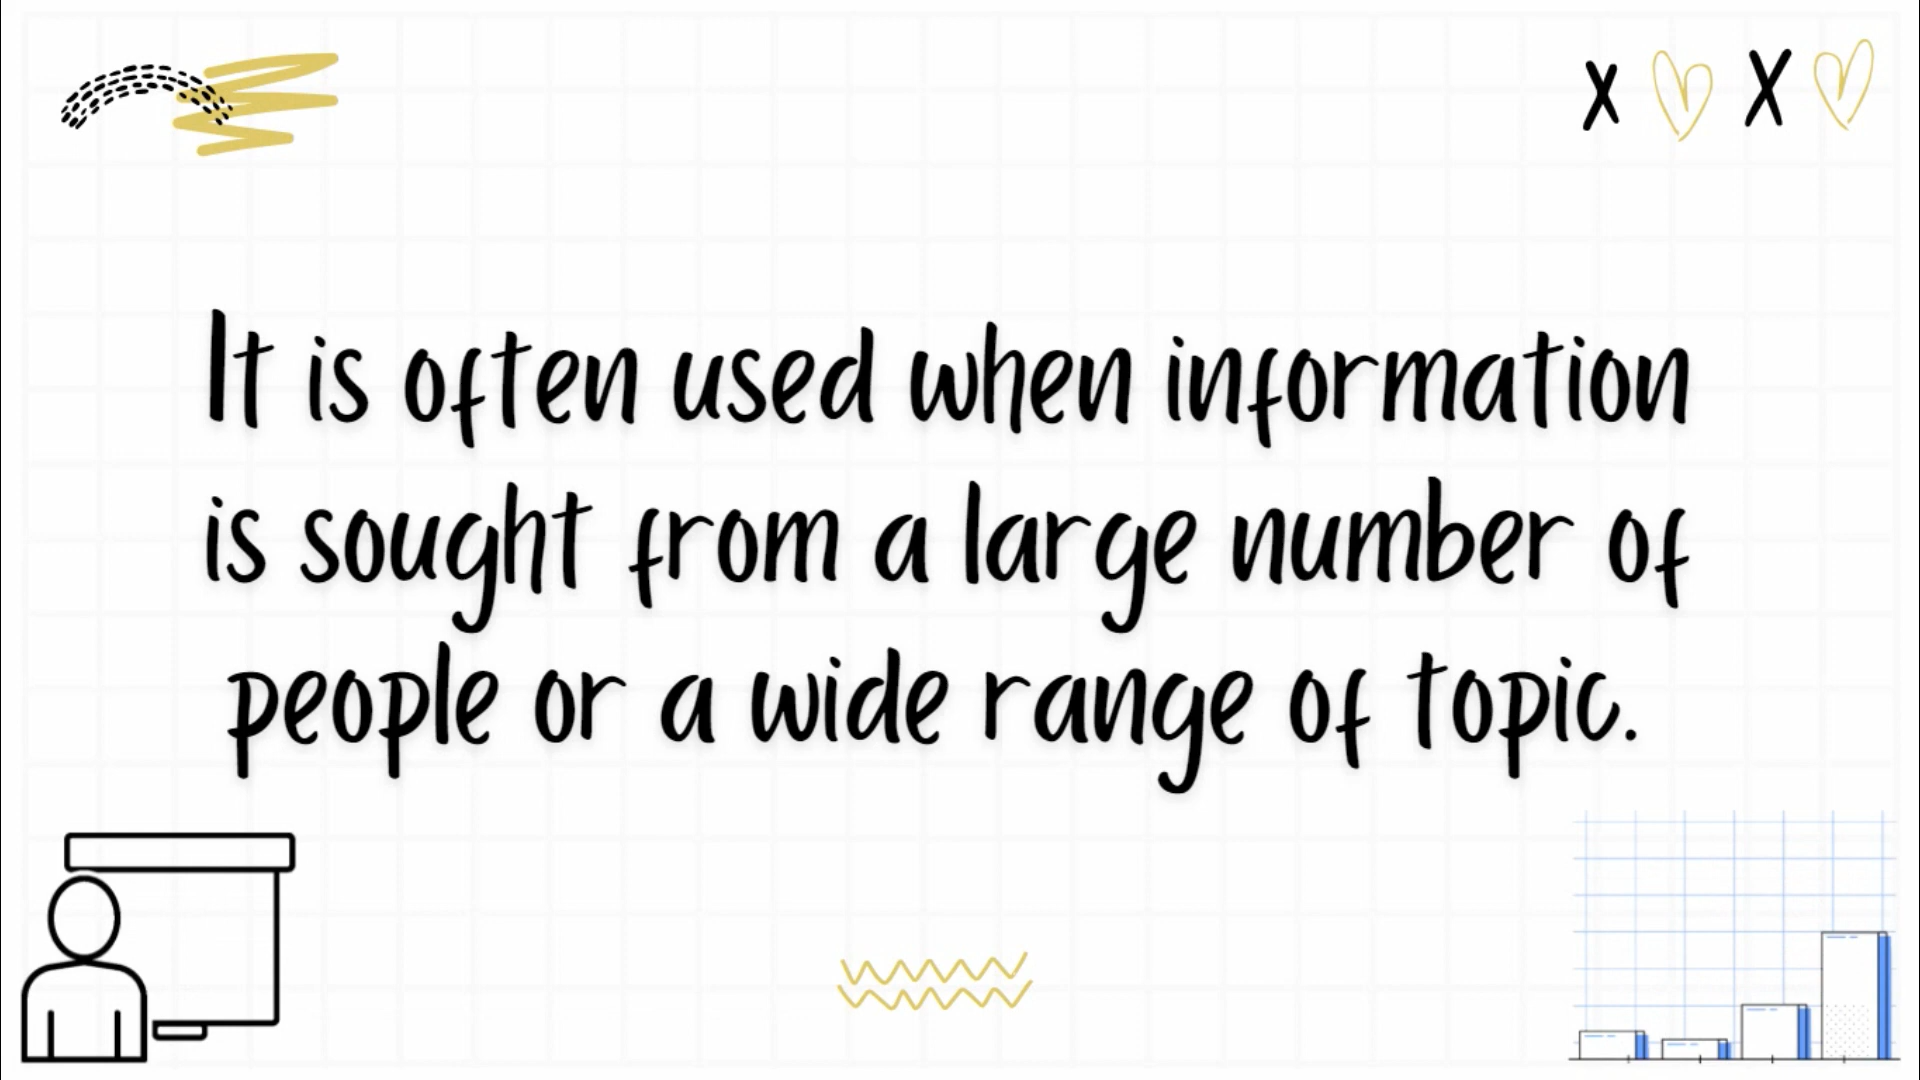 X X
It is often used when information
is sought from a large number of
people or a wide range of topic.